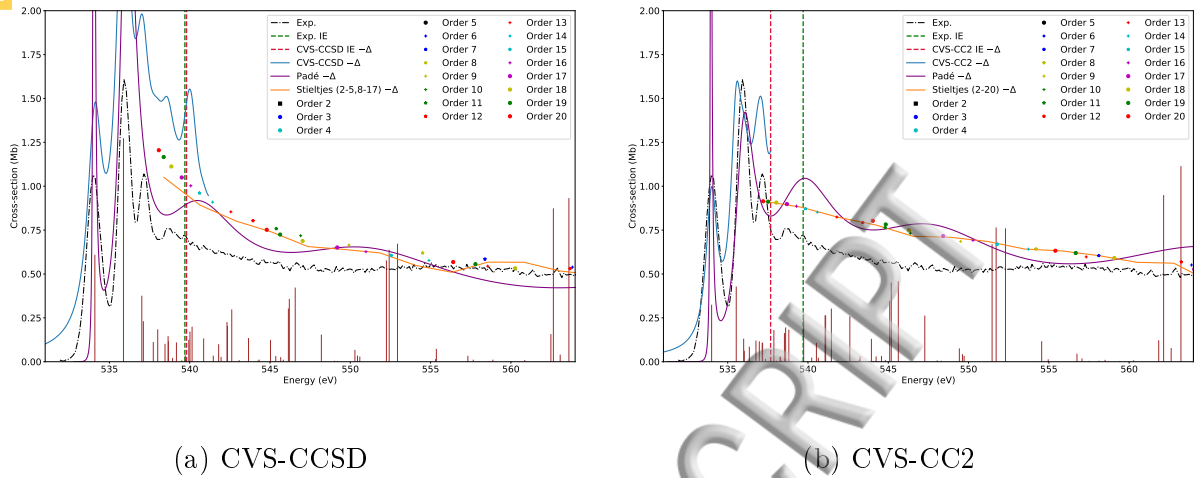 2.00
1.75
1.50
1.25
1.00
0.75
0.50
0.25
0.00
Cross-section (Mb)
535
540
545
550
555
560
Energy (eV)
Exp.
Exp. IE
CVS-CCSD IE −Δ
CVS-CCSD −Δ
Padé −Δ
Stieltjes (2-5,8-17) −Δ
Order 2
Order 3
Order 4
Order 5
Order 6
Order 7
Order 8
Order 9
Order 10
Order 11
Order 12
Order 13
Order 14
Order 15
Order 16
Order 17
Order 18
Order 19
Order 20
(a) CVS-CCSD
2.00
1.75
1.50
1.25
1.00
0.75
0.50
0.25
0.00
Cross-section (Mb)
535
540
545
550
555
560
Energy (eV)
Exp.
Exp. IE
CVS-CC2 IE −Δ
CVS-CC2 −Δ
Padé −Δ
Stieltjes (2-20) −Δ
Order 2
Order 3
Order 4
Order 5
Order 6
Order 7
Order 8
Order 9
Order 10
Order 11
Order 12
Order 13
Order 14
Order 15
Order 16
Order 17
Order 18
Order 19
Order 20
(b) CVS-CC2
CRIPT